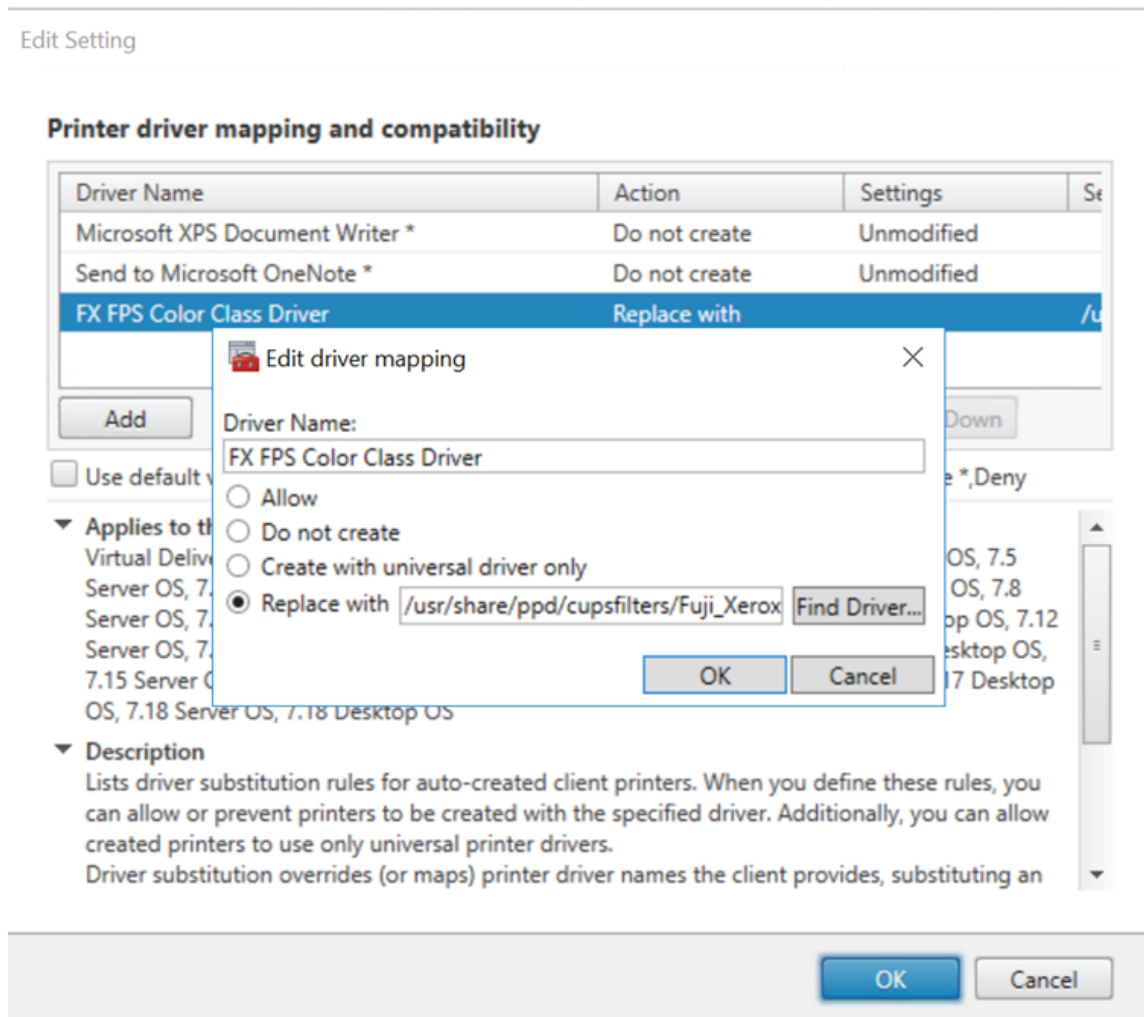 Edit Setting
Printer driver mapping and compatibility
Driver Name Action Settings
Microsoft XPS Document Writer * Do not create Unmodified
Send to Microsoft OneNote * Do not create Unmodified
FX FPS Color Class Driver Replace with /u
Edit driver mapping
Add Down
Driver Name:
FX FPS Color Class Driver
Use default *,Deny
Allow
Applies to
Do not create
Virtual OS, 7.5
Create with universal driver only
Server OS, 7. OS, 7.8
Replace with /usr/share/ppd/cupsfilters/Fuji_Xerox Find Driver...
Server OS, 7. OS, 7.12
Server OS, 7. OS,
OK Cancel
7.15 Server 17 Desktop
OS, 7.18 Server OS, 7.18 Desktop OS
Description
Lists driver substitution rules for auto-created client printers. When you define these rules, you
can allow or prevent printers to be created with the specified driver. Additionally, you can allow
created printers to use only universal printer drivers.
Driver substitution overrides (or maps) printer driver names the client provides, substituting an
OK Cancel